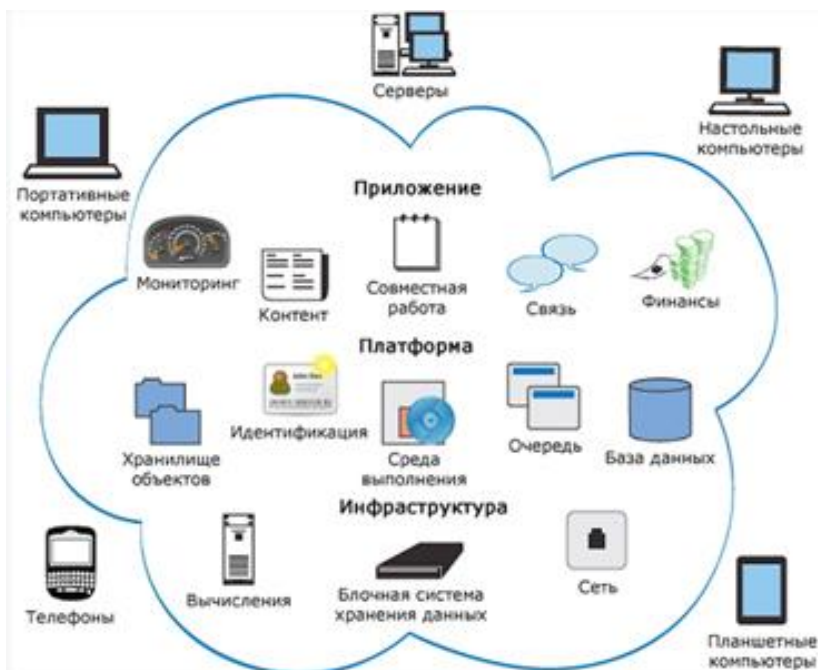 Серверы
Настольные
компьютеры
Портативные
компьютеры
Приложение
Мониторинг
Контент
Совместная
работа
Связь
Финансы
Платформа
Хранилище
объектов
Идентификация
Среда
выполнения
Очередь
База данных
Инфраструктура
Телефоны
Вычисления
Блочная система
хранения данных
Сеть
Планшетные
компьютеры